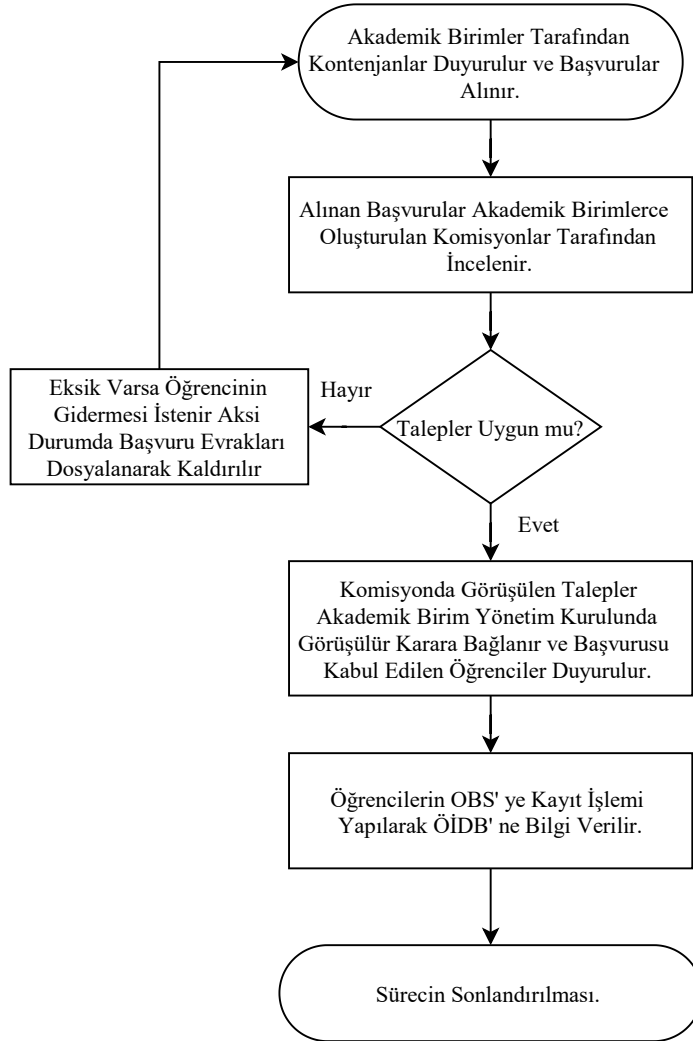 Akademik Birimler Tarafından
Kontenjanlar Duyurulur ve Başvurular
Alınır.
Alınan Başvurular Akademik Birimlerce
Oluşturulan Komisyonlar Tarafından
İncelenir.
Eksik Varsa Öğrencinin
Gidermesi İstenir Aksi
Durumda Başvuru Evrakları
Dosyalanarak Kaldırılır
Hayır
Talepler Uygun mu?
Evet
Komisyonda Görüşülen Talepler
Akademik Birim Yönetim Kurulunda
Görüşülür Karara Bağlanır ve Başvurusu
Kabul Edilen Öğrenciler Duyurulur.
Öğrencilerin OBS' ye Kayıt İşlemi
Yapılarak ÖİDB' ne Bilgi Verilir.
Sürecin Sonlandırılması.